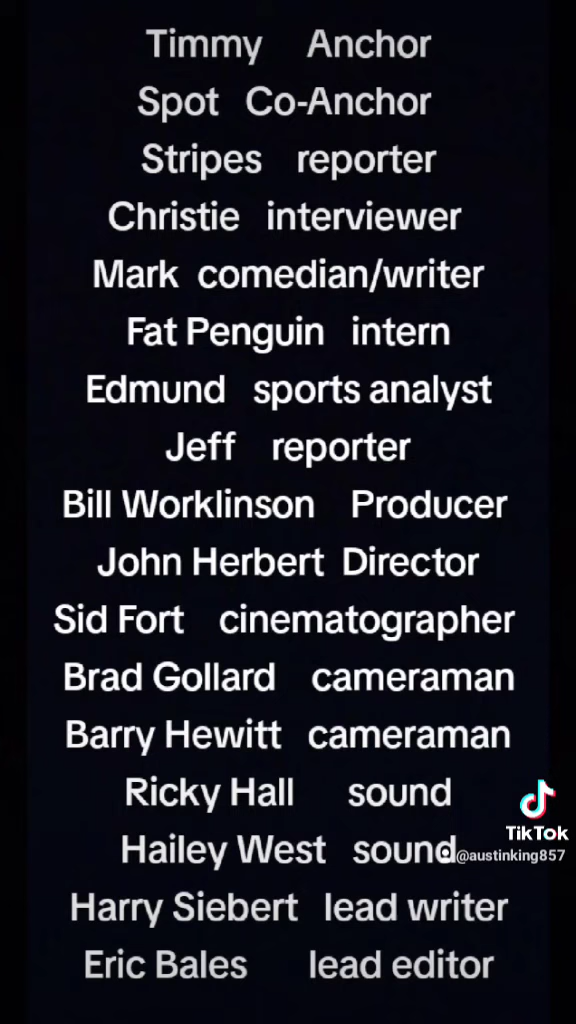 Timmy Anchor
Spot Co-Anchor
Stripes reporter
Christie interviewer
Mark comedian/writer
Fat Penguin intern
Edmund sports analyst
Jeff reporter
Bill Worklinson Producer
John Herbert Director
Sid Fort cinematographer
Brad Gollard cameraman
Barry Hewitt cameraman
Ricky Hall sound
Hailey West sound
Harry Siebert lead writer
Eric Bales lead editor
TikTok
@austinking857